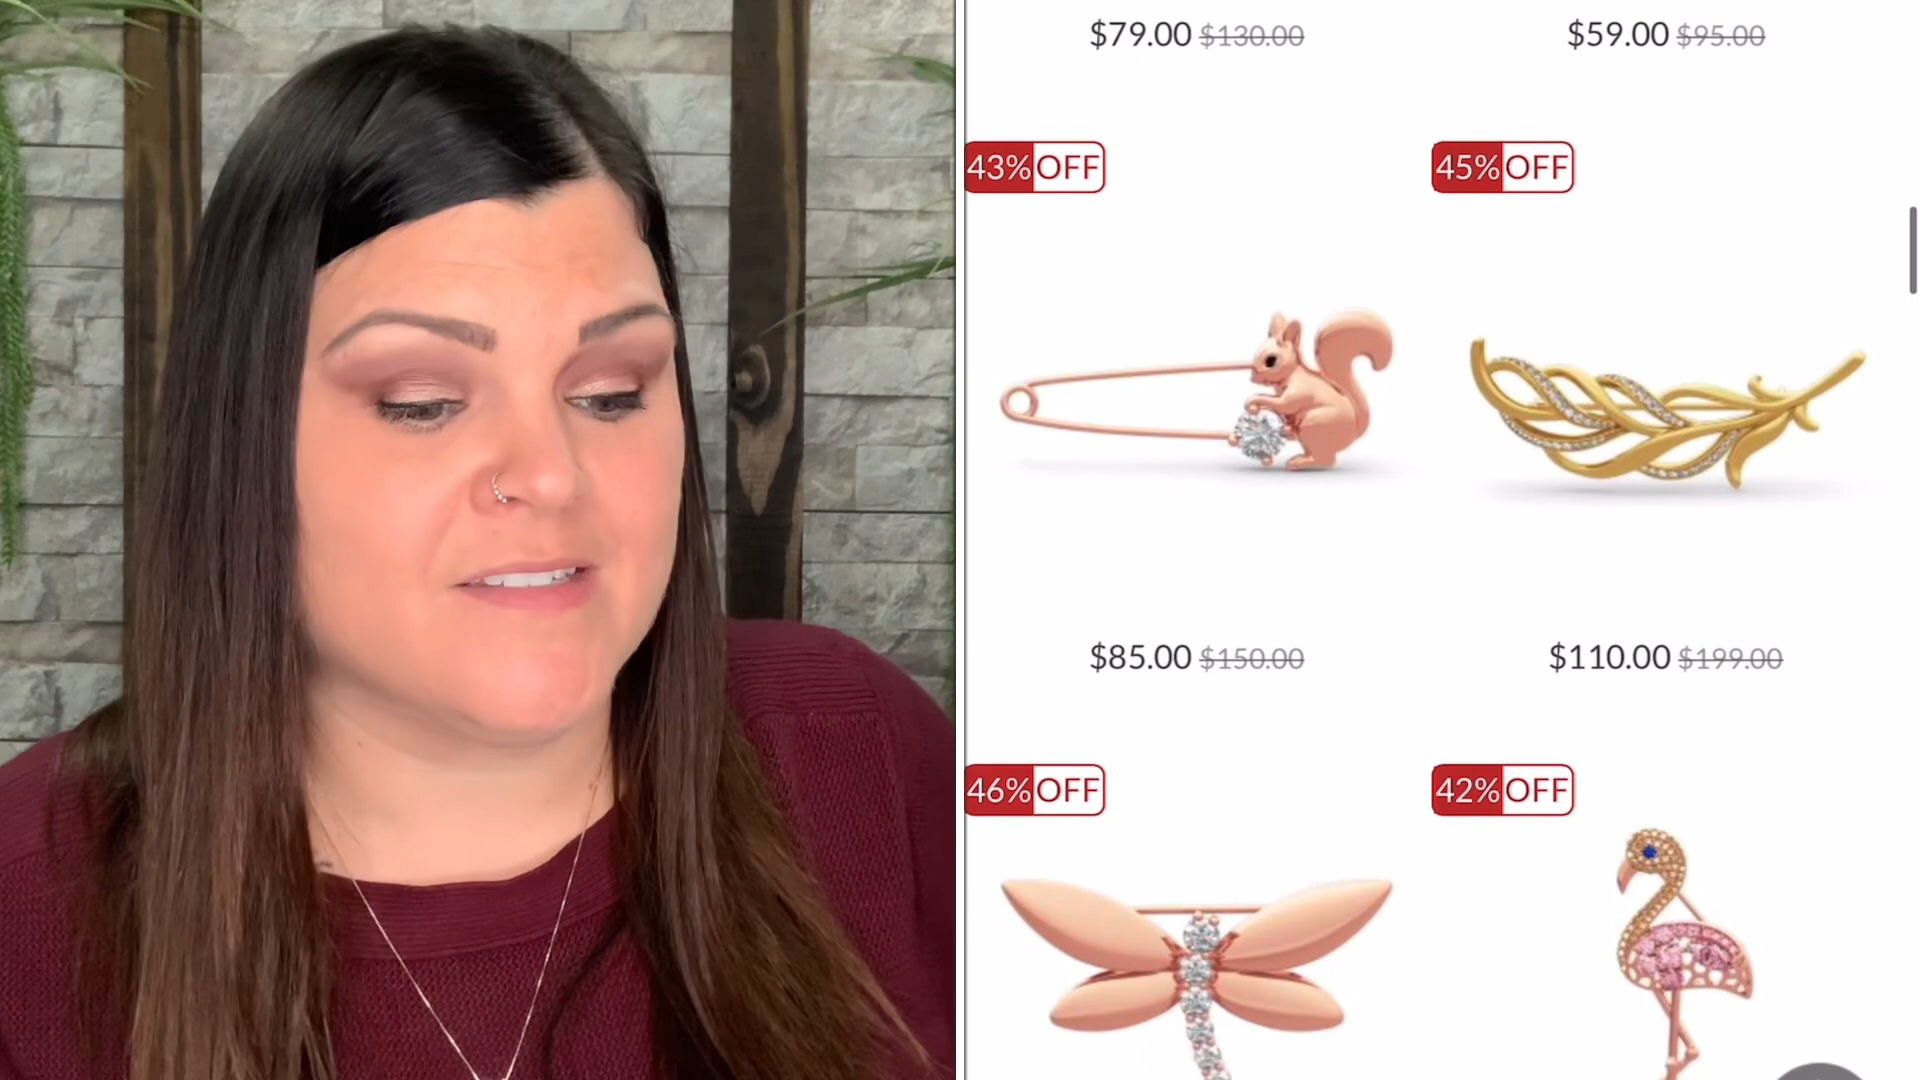 $79.00 $130.00
$59.00 $95.00
43% OFF
45% OFF
$85.00 $150.00
$110.00 $199.00
46% OFF
42% OFF